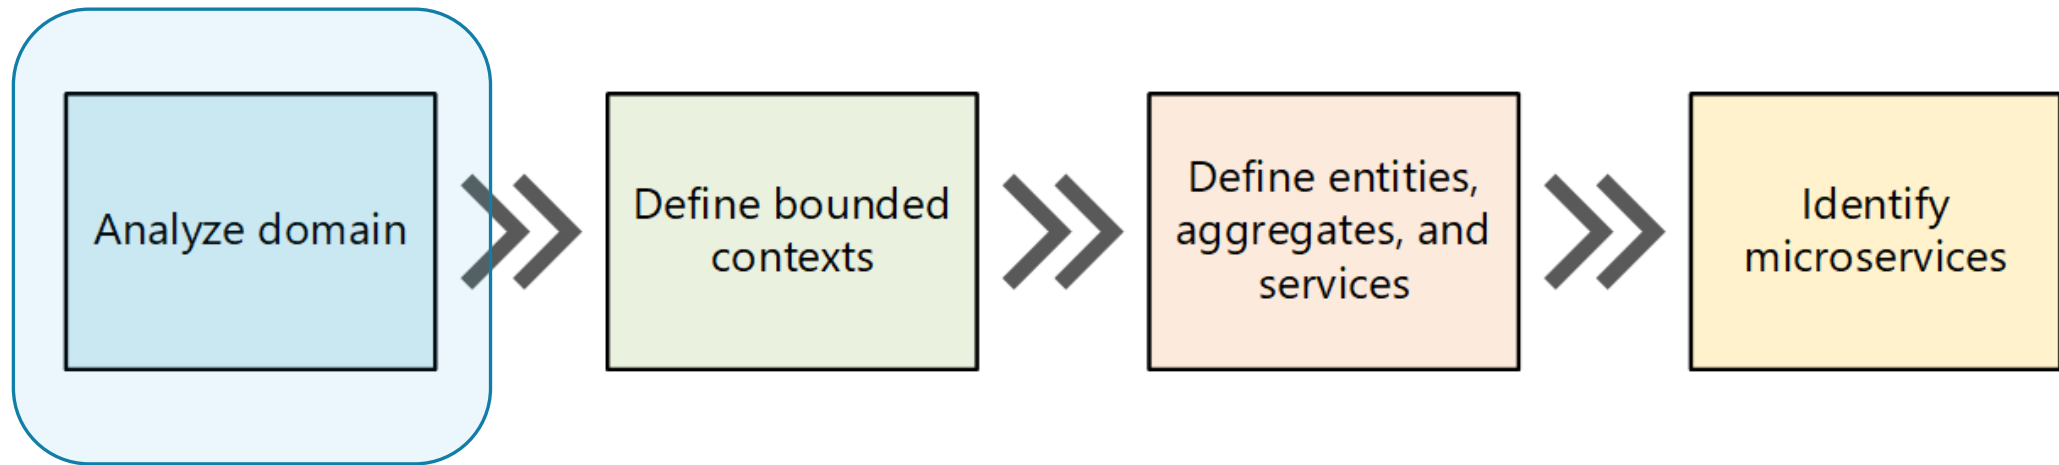 Analyze domain
Define bounded
contexts
Define entities,
aggregates, and
services
Identify
microservices